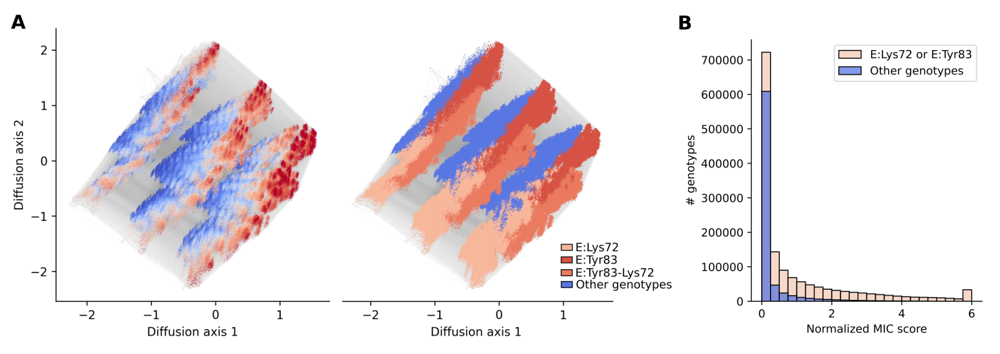 A
B
2
1
0
−1
−2
Diffusion axis 2
−2
−1
0
1
Diffusion axis 1
E:Lys72
E:Tyr83
E:Tyr83-Lys72
Other genotypes
−2
−1
0
1
Diffusion axis 1
E:Lys72 or E:Tyr83
Other genotypes
700000
600000
500000
400000
300000
200000
100000
0
# genotypes
0
2
4
6
Normalized MIC score